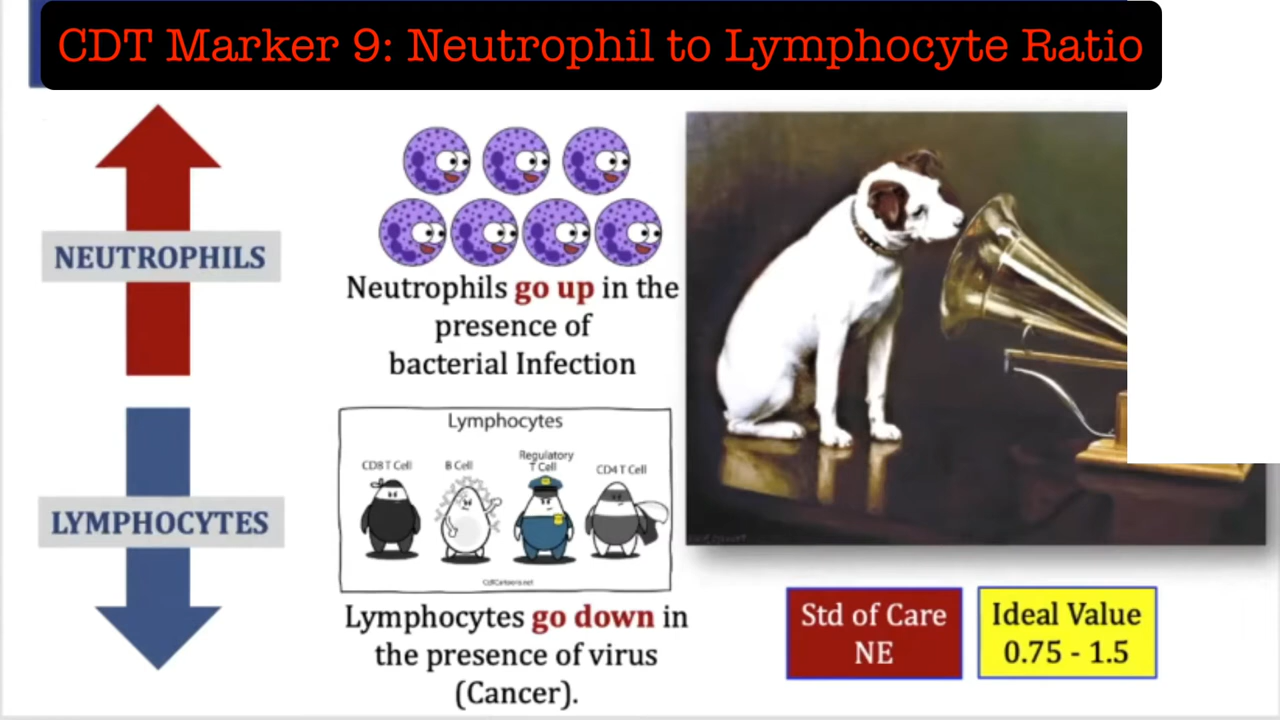 CDT Marker 9: Neutrophil to Lymphocyte Ratio
NEUTROPHILS
Neutrophils go up in the
presence of
bacterial Infection
Lymphocytes
CD8 T Cell
B Cell
Regulatory
T Cell
CD4 T Cell
LYMPHOCYTES
Lymphocytes go down in
the presence of virus
(Cancer).
Std of Care
NE
Ideal Value
0.75 - 1.5